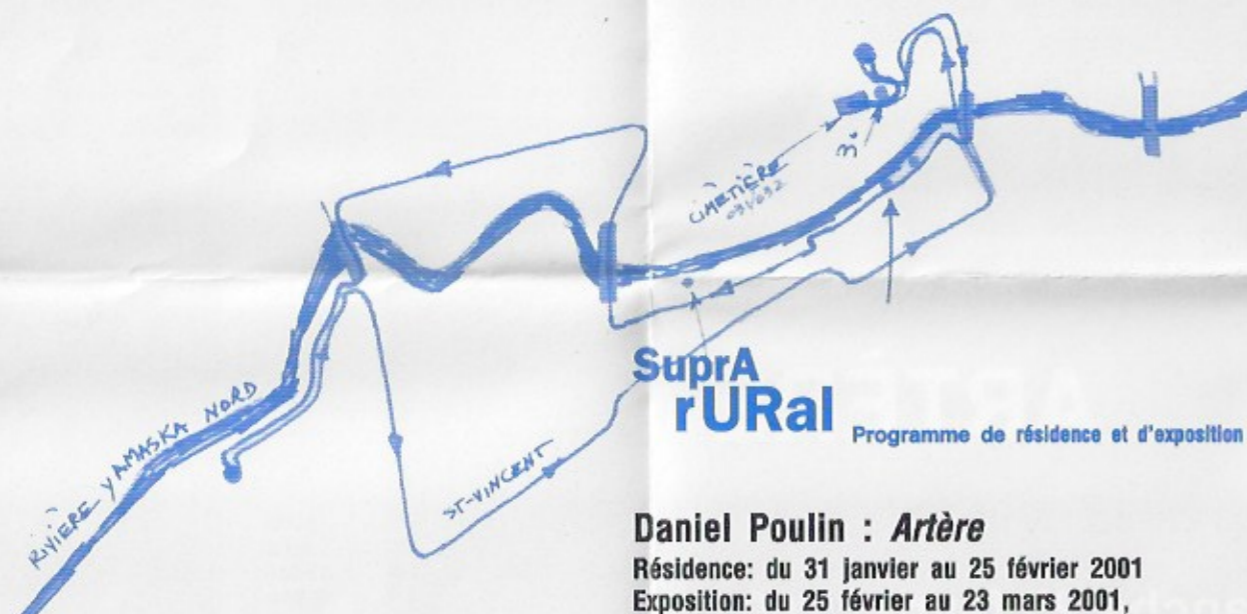 CIMETIÈRE
3°
RIVIÈRE YAMASKA NORD
ST-VINCENT
SuprA
rURal
Programme de résidence et d'exposition
Daniel Poulin : Artère
Résidence: du 31 janvier au 25 février 2001
Exposition: du 25 février au 23 mars 2001,